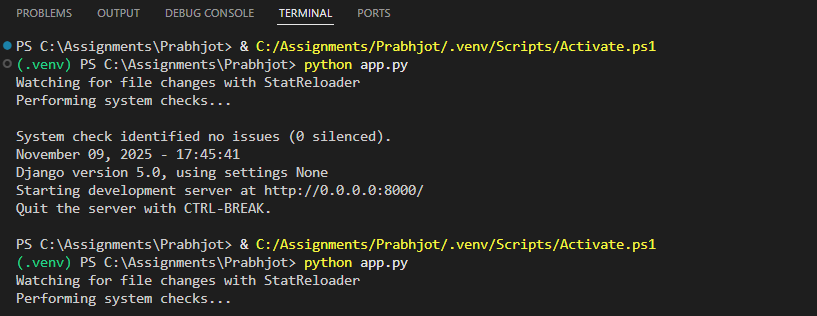 PROBLEMS OUTPUT DEBUG CONSOLE TERMINAL PORTS
PS C:\Assignments\Prabhjot> & C:/Assignments/Prabhjot/.venv/Scripts/Activate.ps1
(.venv) PS C:\Assignments\Prabhjot> python app.py
Watching for file changes with StatReloader
Performing system checks...
System check identified no issues (0 silenced).
November 09, 2025 - 17:45:41
Django version 5.0, using settings None
Starting development server at http://0.0.0.0:8000/
Quit the server with CTRL-BREAK.
PS C:\Assignments\Prabhjot> & C:/Assignments/Prabhjot/.venv/Scripts/Activate.ps1
(.venv) PS C:\Assignments\Prabhjot> python app.py
Watching for file changes with StatReloader
Performing system checks...